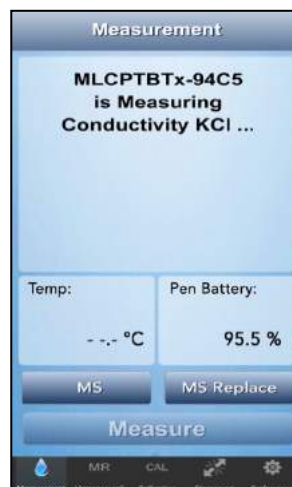 Measurement
MLCPTBTx-94C5
is Measuring
Conductivity KCl ...
Temp:
Pen Battery:
- -.- °C
95.5 %
MS
MS Replace
Measure
MR
CAL